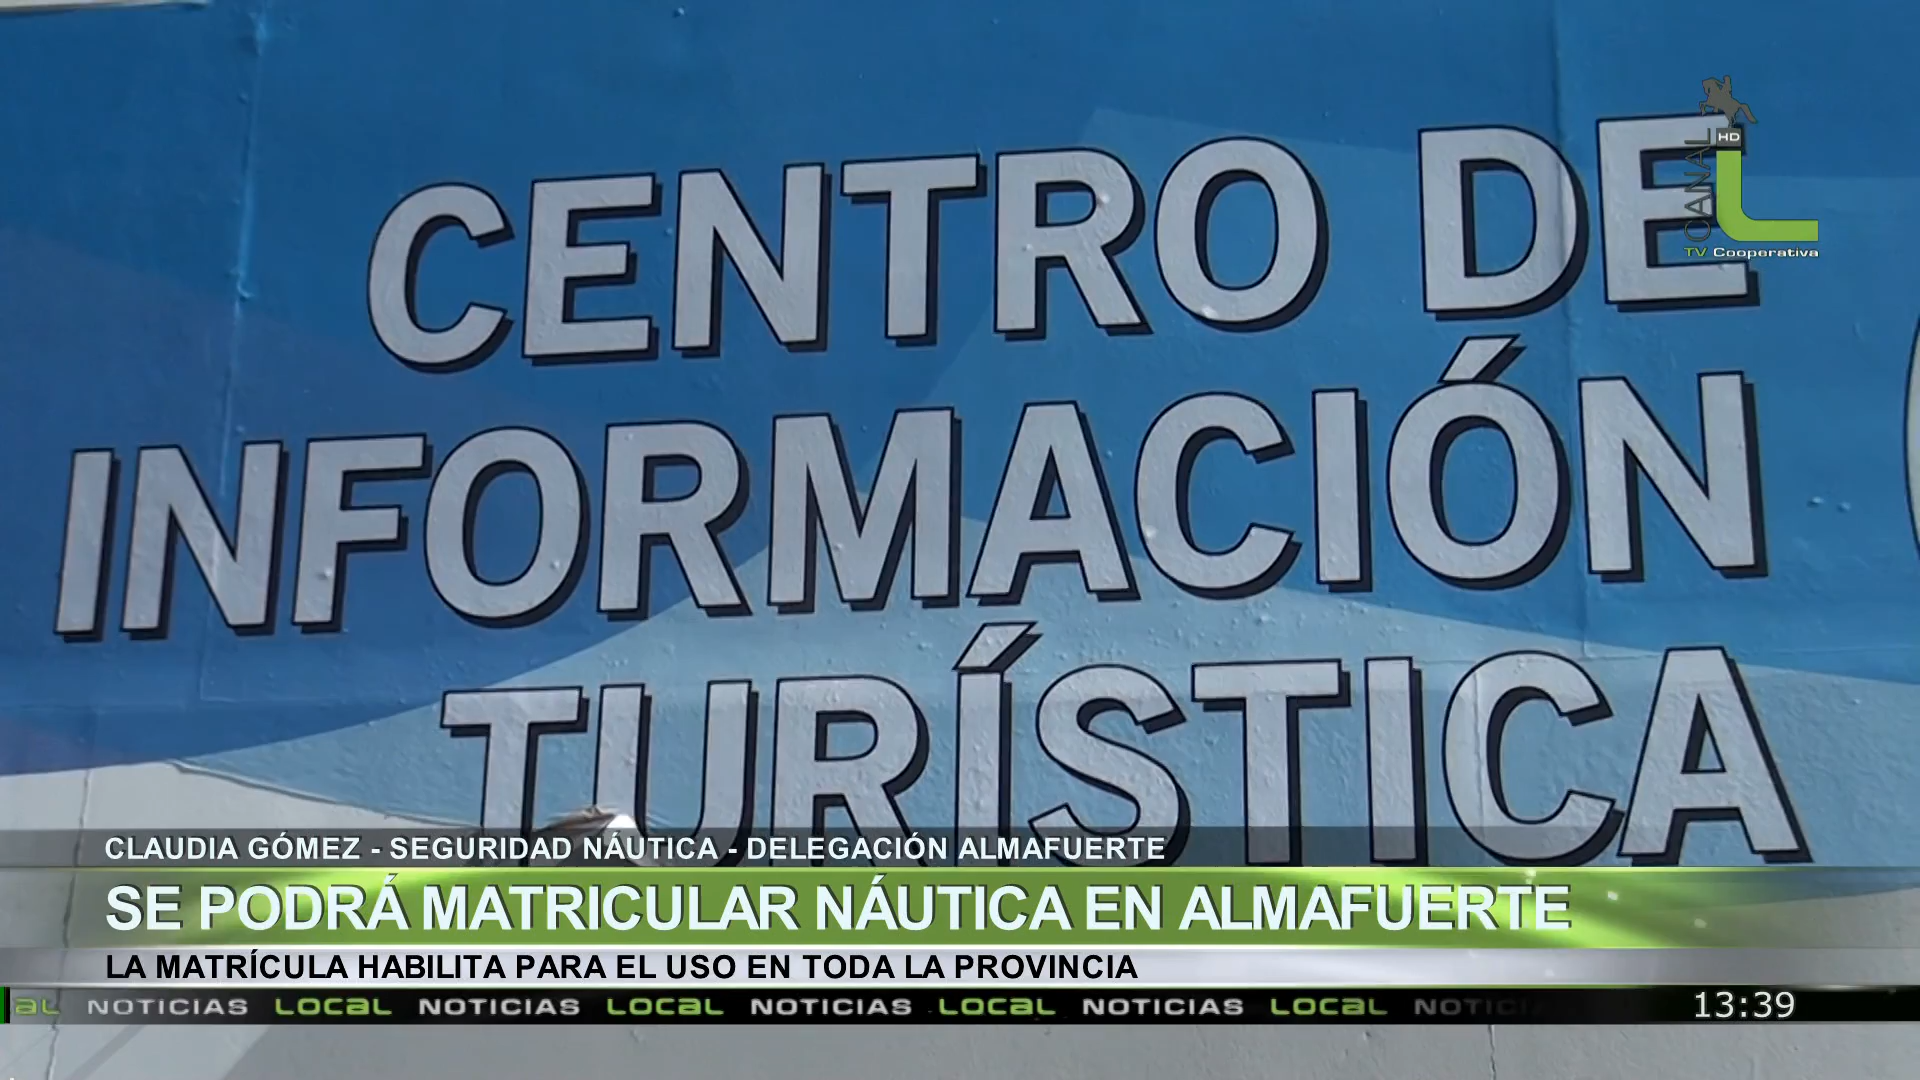 CENTRO DE
INFORMACIÓN
TURÍSTICA
CANAL
HD
L
TV Cooperativa
CLAUDIA GÓMEZ - SEGURIDAD NÁUTICA - DELEGACIÓN ALMAFUERTE
SE PODRÁ MATRICULAR NÁUTICA EN ALMAFUERTE
LA MATRÍCULA HABILITA PARA EL USO EN TODA LA PROVINCIA
AL NOTICIAS LOCAL NOTICIAS LOCAL NOTICIAS LOCAL NOTICIAS LOCAL NOTICI
13:39